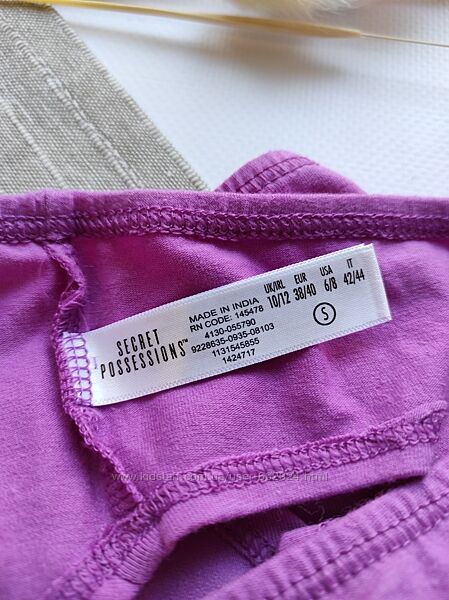 SECRET
POSSESSIONS™
MADE IN INDIA
RN CODE: 145478
4130-055790
9228635-0935-08103
1131545855
1424717
UK/IRL EUR USA IT
10/12 38/40 6/8 42/44
S